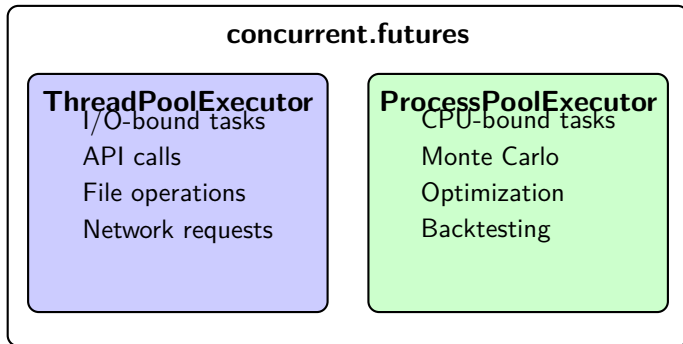 concurrent.futures
ThreadPoolExecutor
I/O-bound tasks
API calls
File operations
Network requests
ProcessPoolExecutor
CPU-bound tasks
Monte Carlo
Optimization
Backtesting